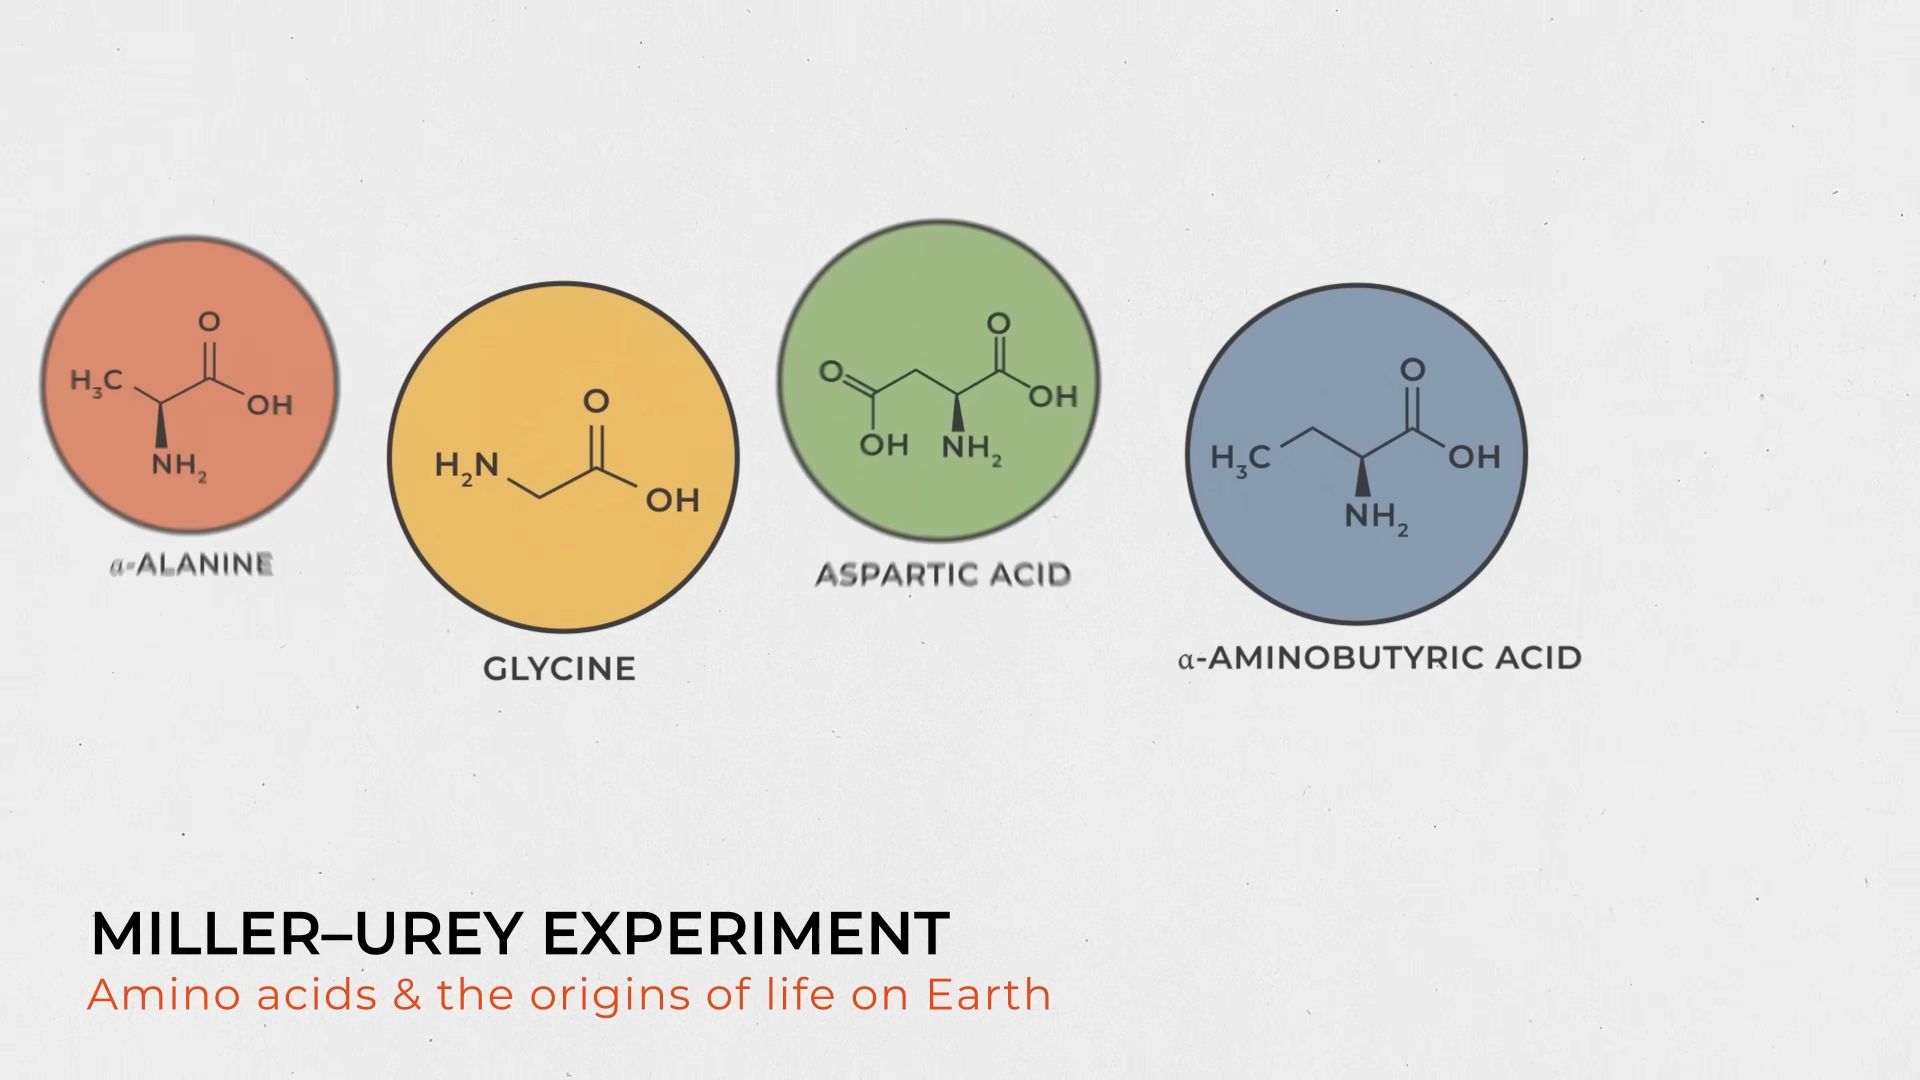 O
H₃C
OH
NH₂
α-ALANINE
O
H₂N
OH
GLYCINE
O
O
OH
OH
NH₂
ASPARTIC ACID
O
H₃C
OH
NH₂
α-AMINOBUTYRIC ACID
MILLER–UREY EXPERIMENT
Amino acids & the origins of life on Earth